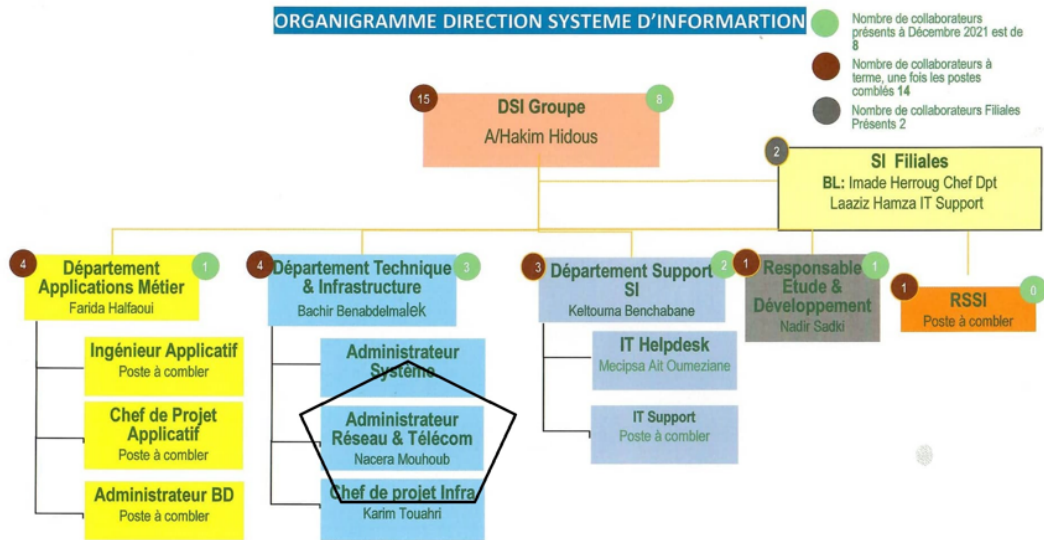 ORGANIGRAMME DIRECTION SYSTEME D'INFORMARTION
Nombre de collaborateurs
présents à Décembre 2021 est de
8
Nombre de collaborateurs à
terme, une fois les postes
comblés 14
Nombre de collaborateurs Filiales
Présents 2
15
DSI Groupe
8
A/Hakim Hidous
2
SI Filiales
BL: Imade Herroug Chef Dpt
Laaziz Hamza IT Support
4
Département
Applications Métier
1
Farida Halfaoui
4
Département Technique
& Infrastructure
3
Bachir Benabdelmalek
3
Département Support
SI
2
Keltouma Benchabane
1
Responsable
Etude &
Développement
1
Nadir Sadki
1
RSSI
0
Poste à combler
Ingénieur Applicatif
Poste à combler
Chef de Projet
Applicatif
Poste à combler
Administrateur BD
Poste à combler
Administrateur
Système
Administrateur
Réseau & Télécom
Nacera Mouhoub
Chef de projet Infra
Karim Touahri
IT Helpdesk
Mecipsa Ait Oumeziane
IT Support
Poste à combler